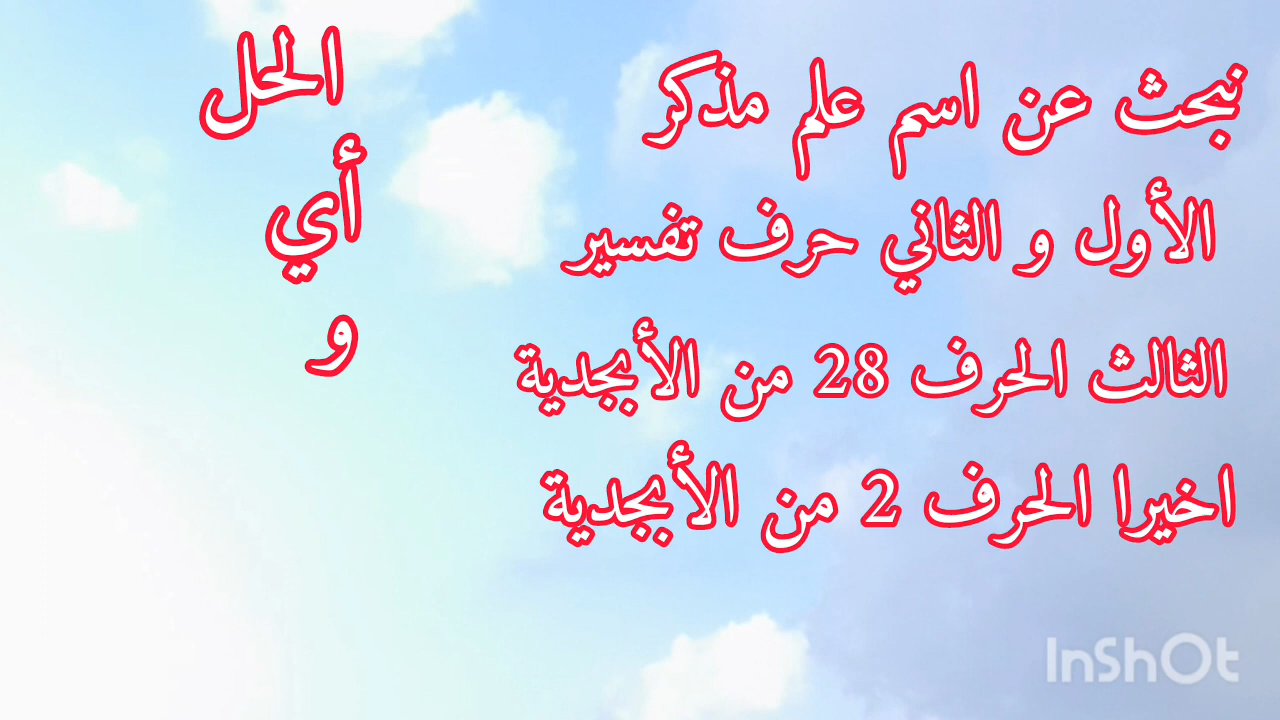 نبحث عن اسم علم مذكر
الأول و الثاني حرف تفسير
الثالث الحرف 28 من الأبجدية
اخيرا الحرف 2 من الأبجدية
الحل
أي
و
InShOt